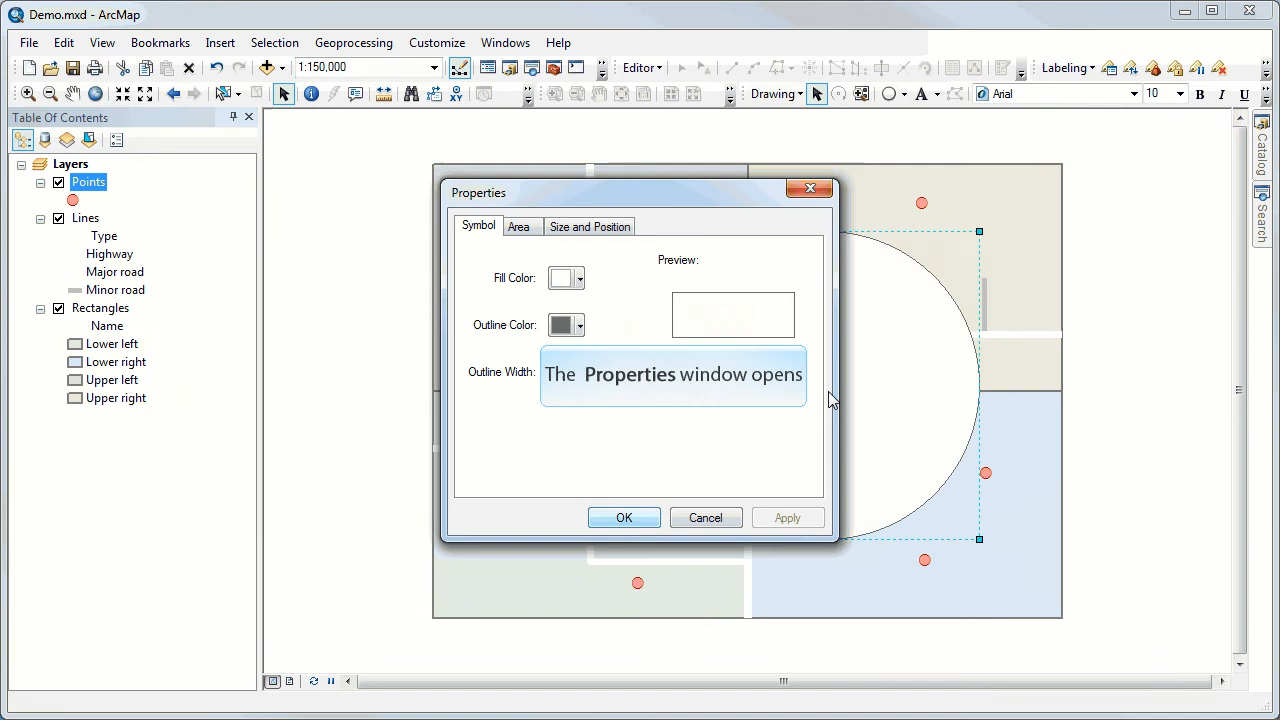 Demo.mxd - ArcMap
File Edit View Bookmarks Insert Selection Geoprocessing Customize Windows Help
1:150,000 Editor Labeling
Drawing A Arial 10 B I U
Table Of Contents
Layers
Points
Lines
Type
Highway
Major road
Minor road
Rectangles
Name
Lower left
Lower right
Upper left
Upper right
Properties
Symbol Area Size and Position
Preview:
Fill Color:
Outline Color:
Outline Width:
The Properties window opens
OK Cancel Apply
Catalog
Search